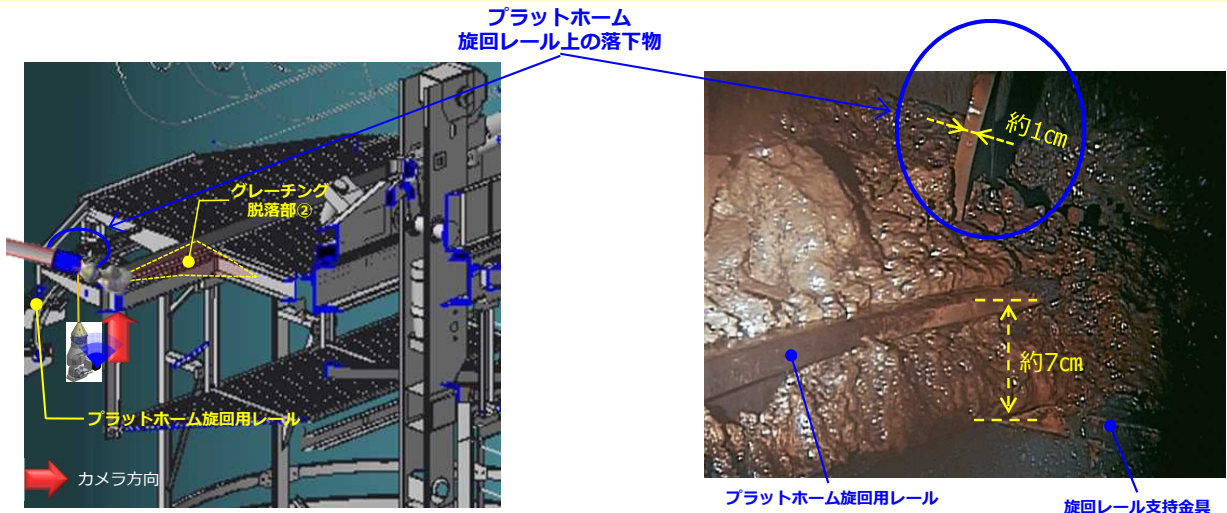 プラットホーム
旋回レール上の落下物
グレーチング
脱落部②
プラットホーム旋回用レール
カメラ方向
約1㎝
約7㎝
プラットホーム旋回用レール
旋回レール支持金具